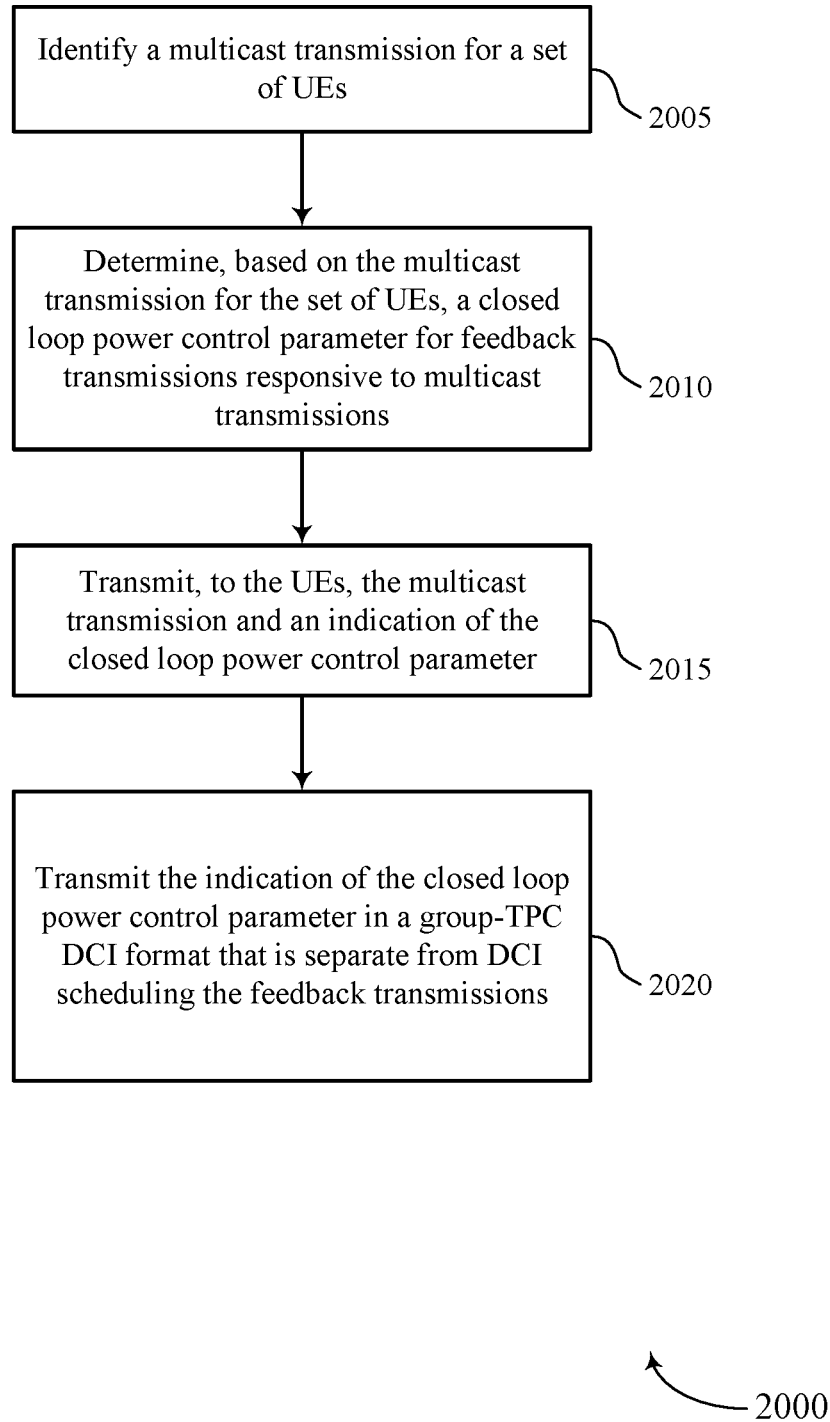 Identify a multicast transmission for a set
of UEs
2005
Determine, based on the multicast
transmission for the set of UEs, a closed
loop power control parameter for feedback
transmissions responsive to multicast
transmissions
2010
Transmit, to the UEs, the multicast
transmission and an indication of the
closed loop power control parameter
2015
Transmit the indication of the closed loop
power control parameter in a group-TPC
DCI format that is separate from DCI
scheduling the feedback transmissions
2020
2000